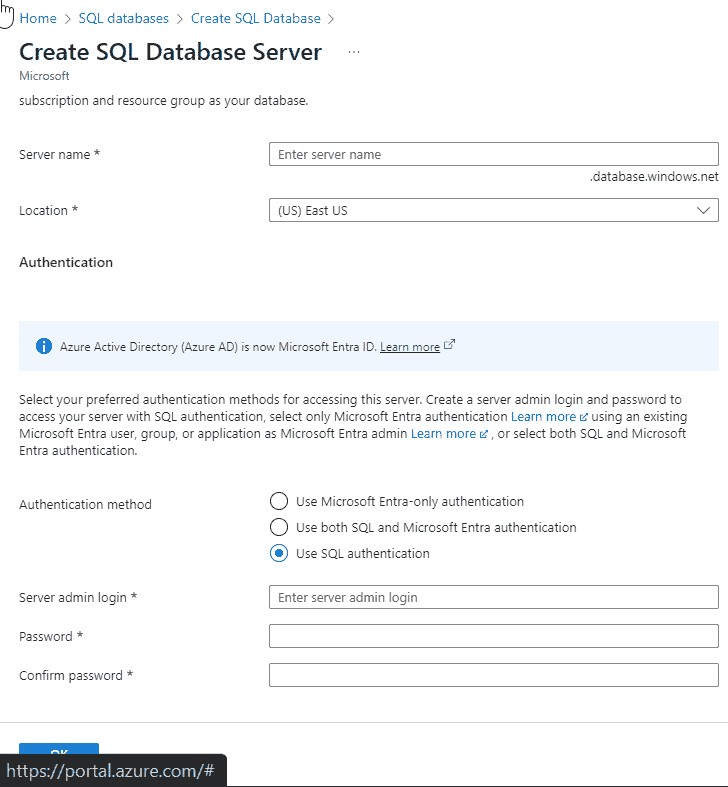 Home > SQL databases > Create SQL Database >
Create SQL Database Server ...
Microsoft
subscription and resource group as your database.
Server name *
Enter server name
.database.windows.net
Location *
(US) East US
Authentication
Azure Active Directory (Azure AD) is now Microsoft Entra ID. Learn more
Select your preferred authentication methods for accessing this server. Create a server admin login and password to
access your server with SQL authentication, select only Microsoft Entra authentication Learn more using an existing
Microsoft Entra user, group, or application as Microsoft Entra admin Learn more , or select both SQL and Microsoft
Entra authentication.
Authentication method
Use Microsoft Entra-only authentication
Use both SQL and Microsoft Entra authentication
Use SQL authentication
Server admin login *
Enter server admin login
Password *
Confirm password *
OK
https://portal.azure.com/#